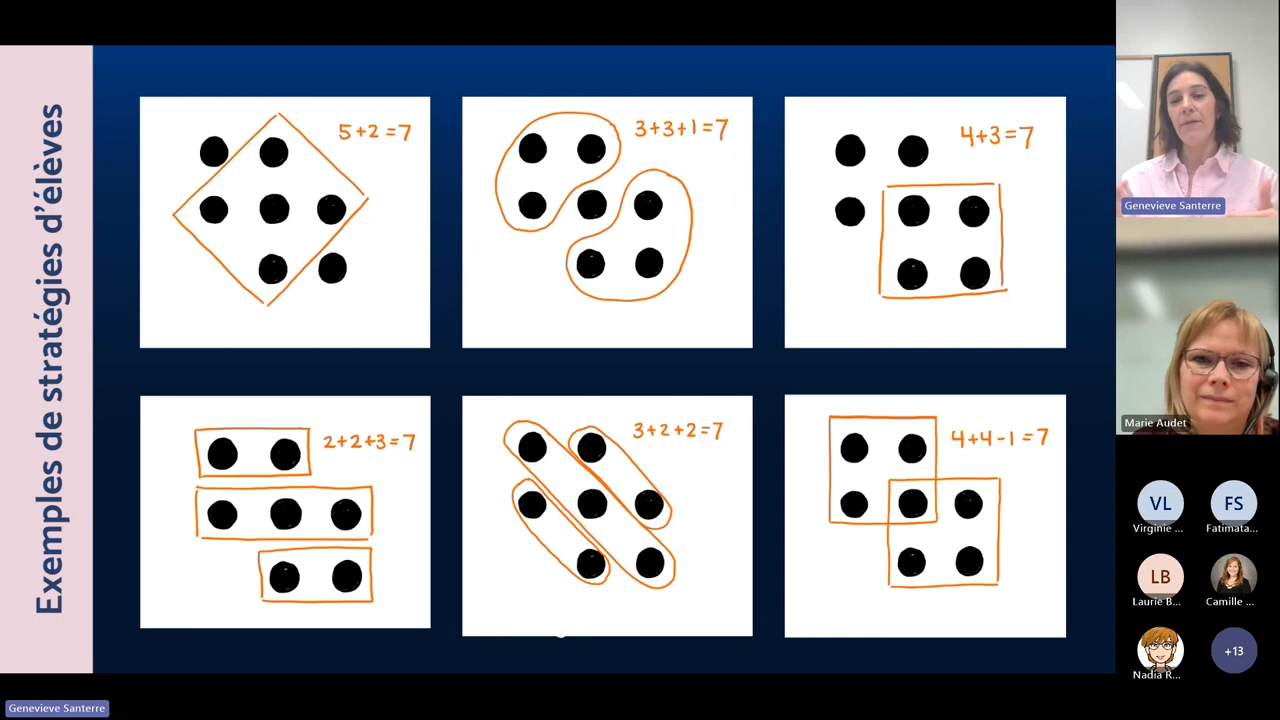 Exemples de stratégies d'élèves
5+2=7
3+3+1=7
4+3=7
2+2+3=7
3+2+2=7
4+4-1=7
Genevieve Santerre
Marie Audet
VL
FS
Virginie ...
Fatimata...
LB
Laurie B...
Camille ...
Nadia R...
+13
Genevieve Santerre